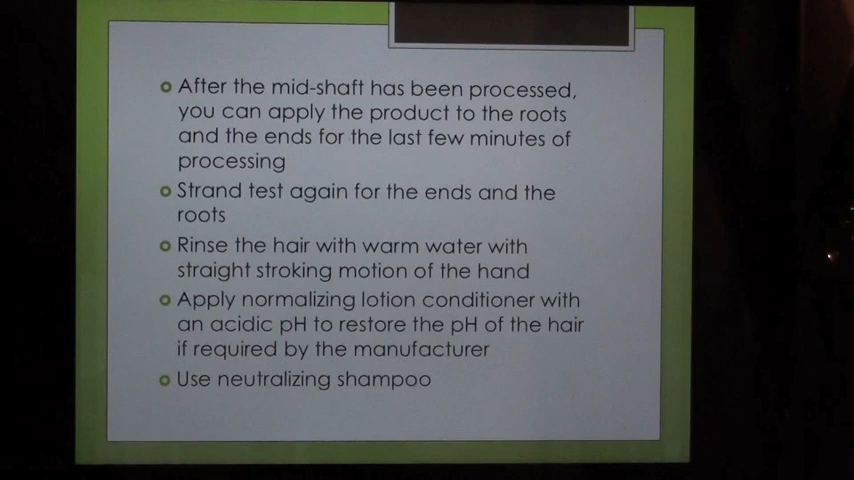 After the mid-shaft has been processed,
you can apply the product to the roots
and the ends for the last few minutes of
processing
Strand test again for the ends and the
roots
Rinse the hair with warm water with
straight stroking motion of the hand
Apply normalizing lotion conditioner with
an acidic pH to restore the pH of the hair
if required by the manufacturer
Use neutralizing shampoo